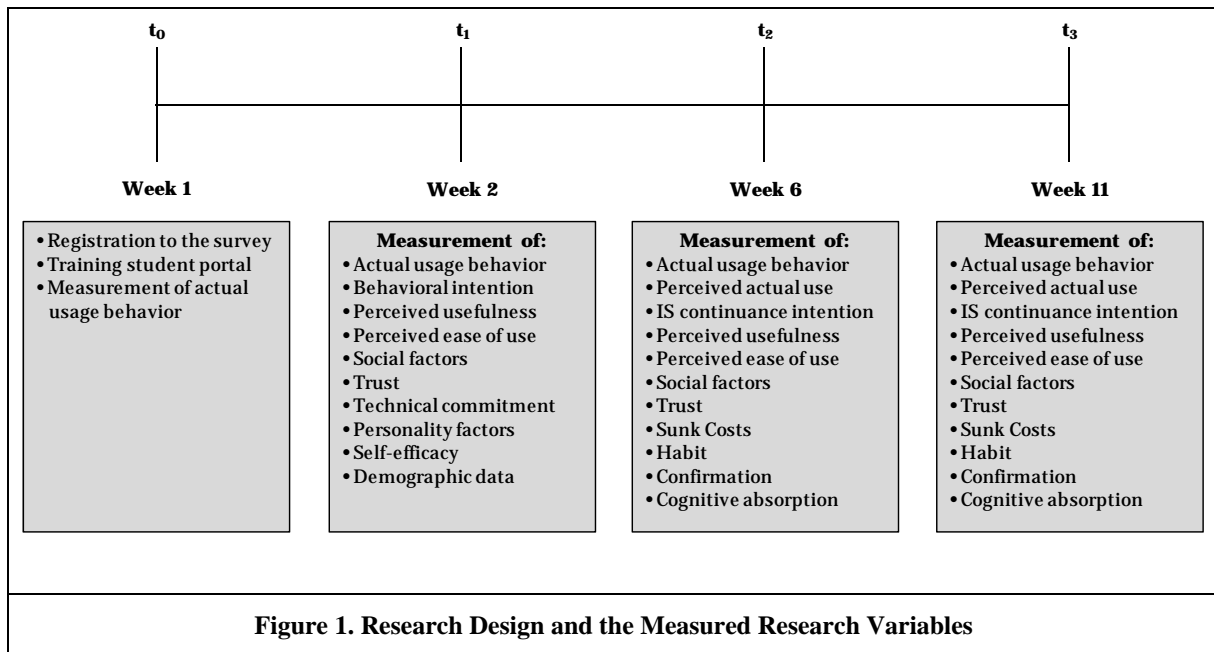 t₀ t₁ t₂ t₃
Week 1 Week 2 Week 6 Week 11
• Registration to the survey
• Training student portal
• Measurement of actual
usage behavior
Measurement of:
• Actual usage behavior
• Behavioral intention
• Perceived usefulness
• Perceived ease of use
• Social factors
• Trust
• Technical commitment
• Personality factors
• Self-efficacy
• Demographic data
Measurement of:
• Actual usage behavior
• Perceived actual use
• IS continuance intention
• Perceived usefulness
• Perceived ease of use
• Social factors
• Trust
• Sunk Costs
• Habit
• Confirmation
• Cognitive absorption
Measurement of:
• Actual usage behavior
• Perceived actual use
• IS continuance intention
• Perceived usefulness
• Perceived ease of use
• Social factors
• Trust
• Sunk Costs
• Habit
• Confirmation
• Cognitive absorption
Figure 1. Research Design and the Measured Research Variables